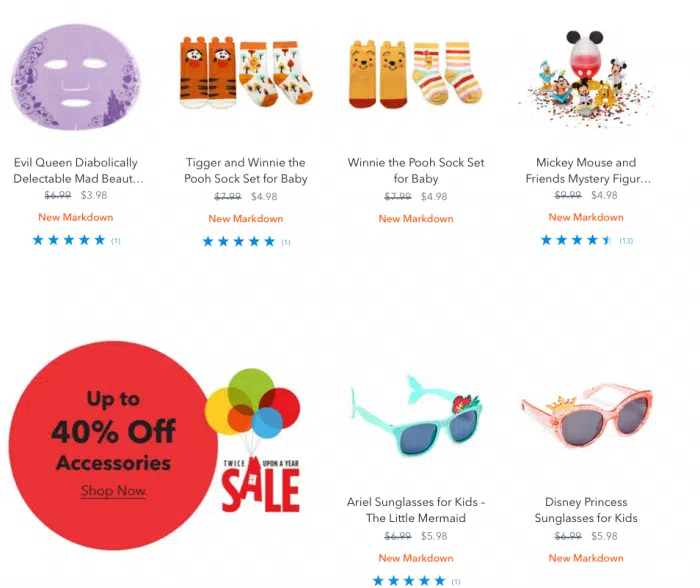 Evil Queen Diabolically
Delectable Mad Beaut...
$6.99 $3.98
New Markdown
(1)
Tigger and Winnie the
Pooh Sock Set for Baby
$7.99 $4.98
New Markdown
(1)
Winnie the Pooh Sock Set
for Baby
$7.99 $4.98
New Markdown
Mickey Mouse and
Friends Mystery Figur...
$9.99 $4.98
New Markdown
(13)
Up to
40% Off
Accessories
Shop Now
TWICE UPON A YEAR
SALE
Ariel Sunglasses for Kids –
The Little Mermaid
$6.99 $5.98
New Markdown
(1)
Disney Princess
Sunglasses for Kids
$6.99 $5.98
New Markdown